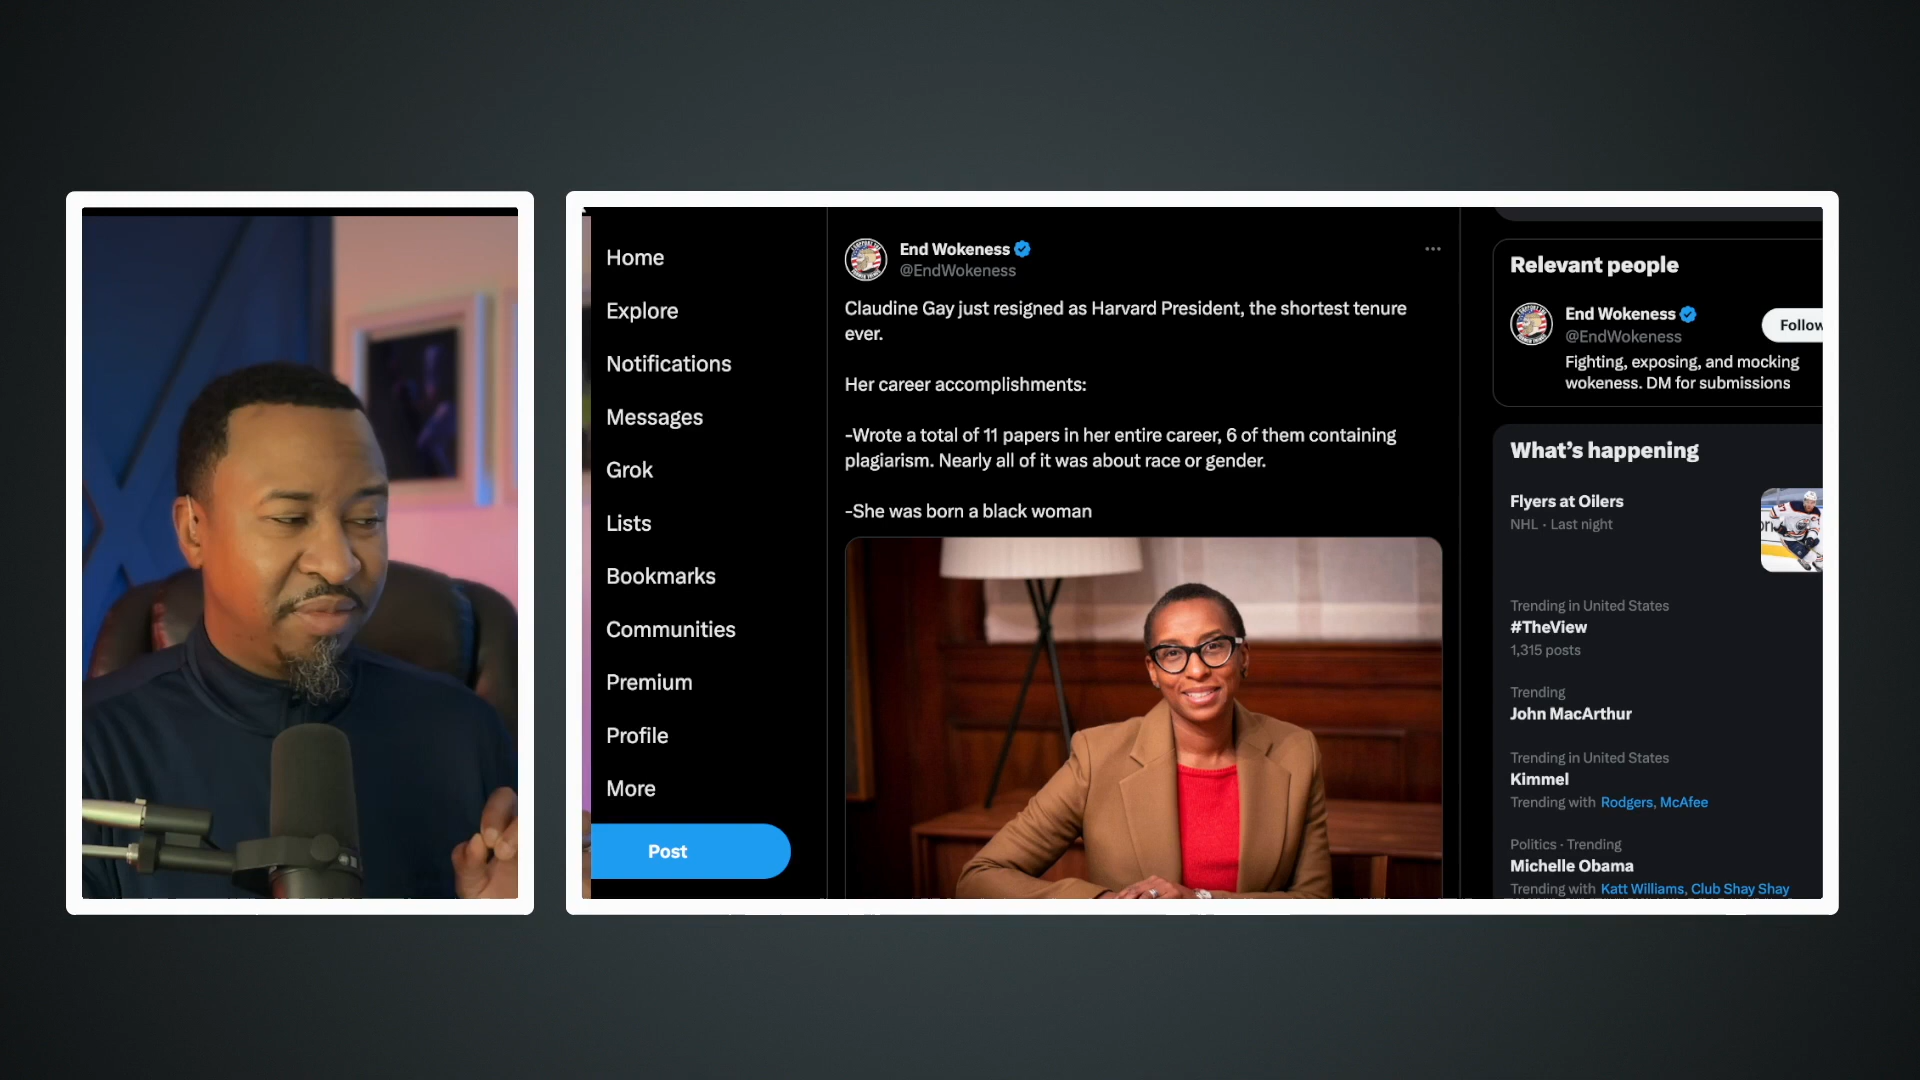 Home
Explore
Notifications
Messages
Grok
Lists
Bookmarks
Communities
Premium
Profile
More
Post
End Wokeness
@EndWokeness
Claudine Gay just resigned as Harvard President, the shortest tenure
ever.
Her career accomplishments:
-Wrote a total of 11 papers in her entire career, 6 of them containing
plagiarism. Nearly all of it was about race or gender.
-She was born a black woman
Relevant people
End Wokeness
@EndWokeness
Follow
Fighting, exposing, and mocking
wokeness. DM for submissions
What's happening
Flyers at Oilers
NHL · Last night
Trending in United States
#TheView
1,315 posts
Trending
John MacArthur
Trending in United States
Kimmel
Trending with Rodgers, McAfee
Politics · Trending
Michelle Obama
Trending with Katt Williams, Club Shay Shay